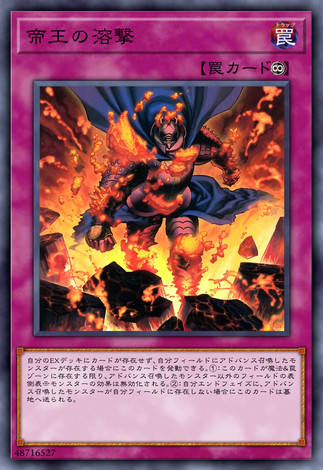 帝王の溶撃
トラップ
罠
【罠カード】
自分のEXデッキにカードが存在せず、自分フィールドにアドバンス召喚したモ
ンスターが存在する場合にこのカードを発動できる。①:このカードが魔法&罠
ゾーンに存在する限り、アドバンス召喚したモンスター以外のフィールドの表
側表示モンスターの効果は無効化される。②:自分エンドフェイズに、アドバン
ス召喚したモンスターが自分フィールドに存在しない場合にこのカードは墓
地へ送られる。
48716527